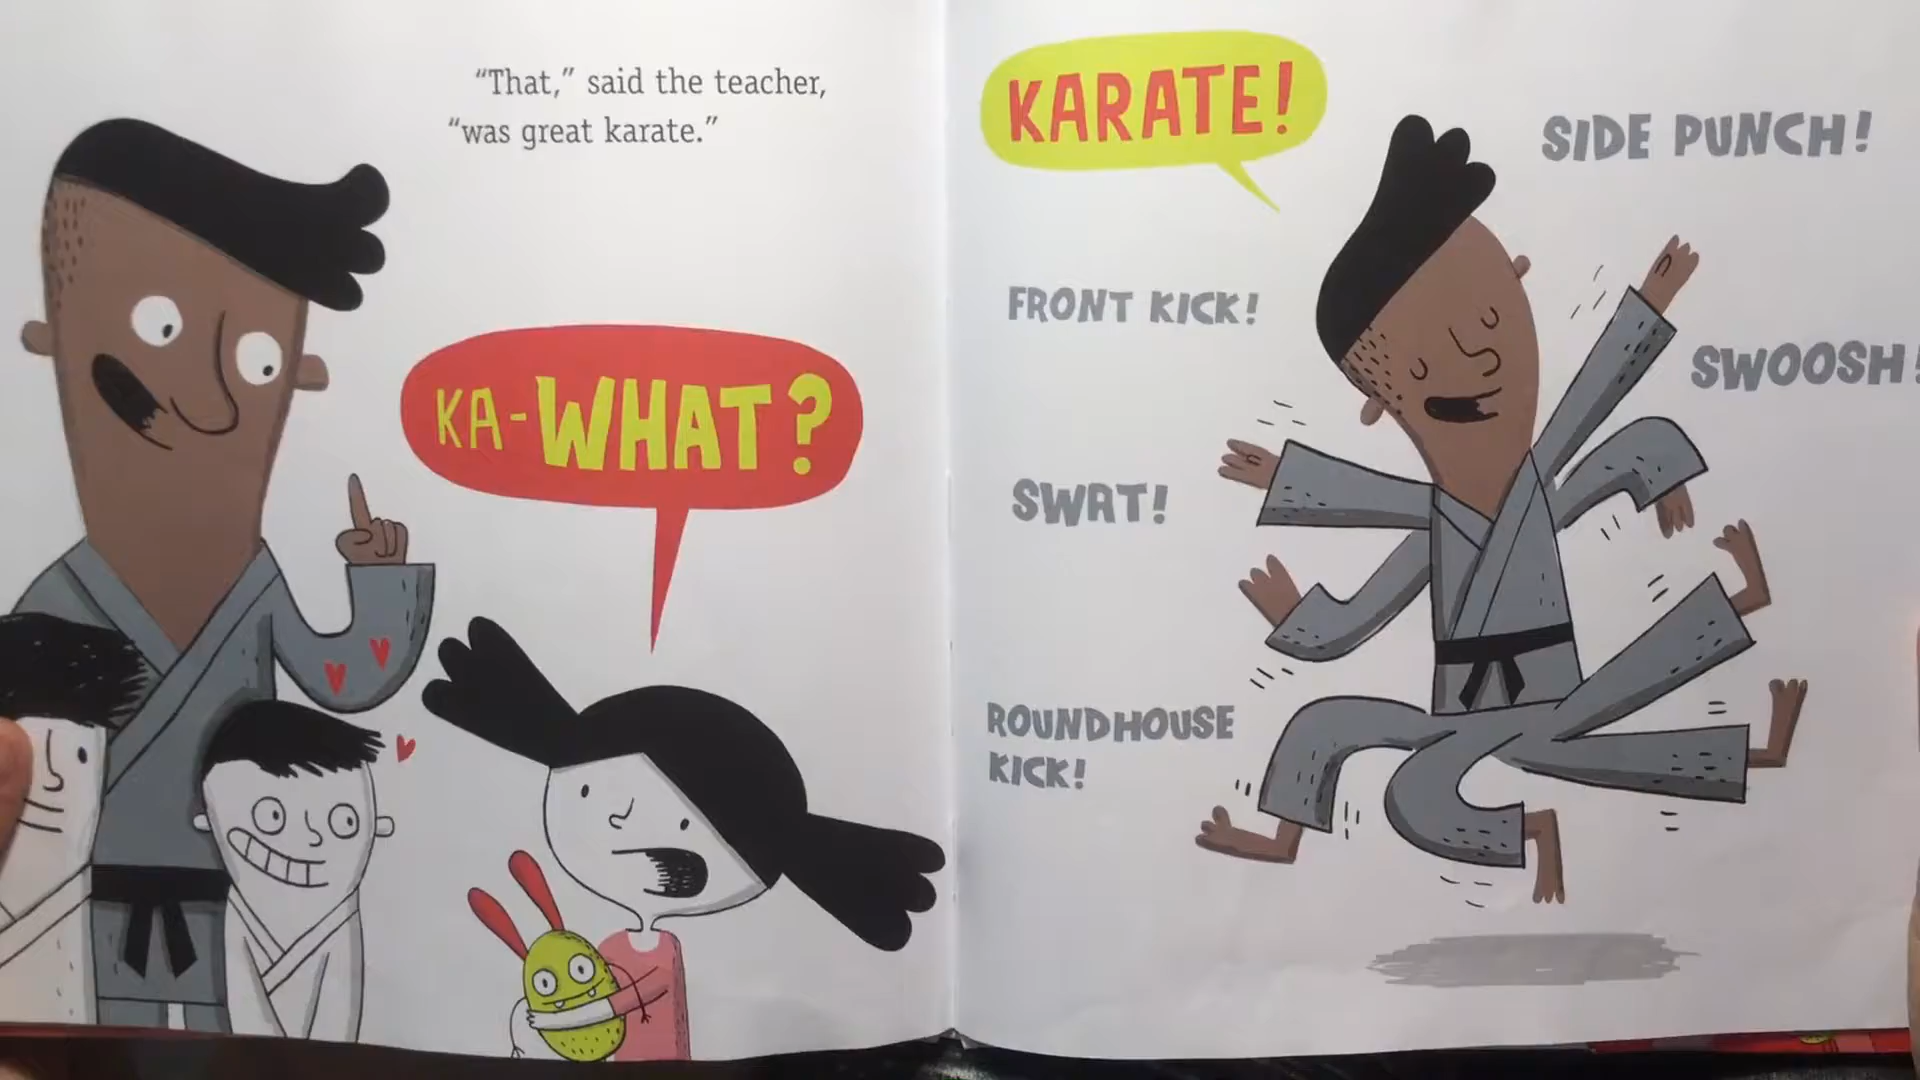 “That,” said the teacher,
“was great karate.”
KA-WHAT?
KARATE!
SIDE PUNCH!
FRONT KICK!
SWOOSH!
SWAT!
ROUNDHOUSE
KICK!